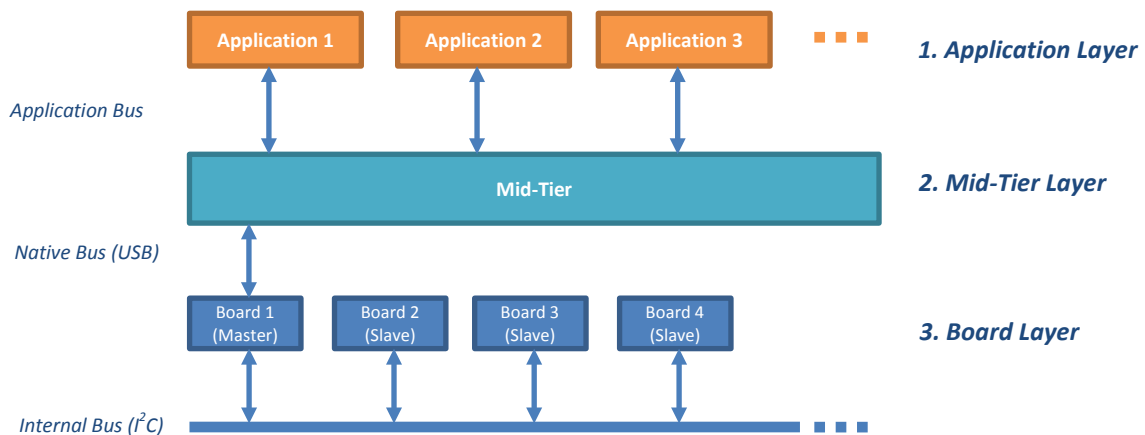 Application 1
Application 2
Application 3
1. Application Layer
Application Bus
Mid-Tier
2. Mid-Tier Layer
Native Bus (USB)
Board 1
(Master)
Board 2
(Slave)
Board 3
(Slave)
Board 4
(Slave)
3. Board Layer
Internal Bus (I²C)